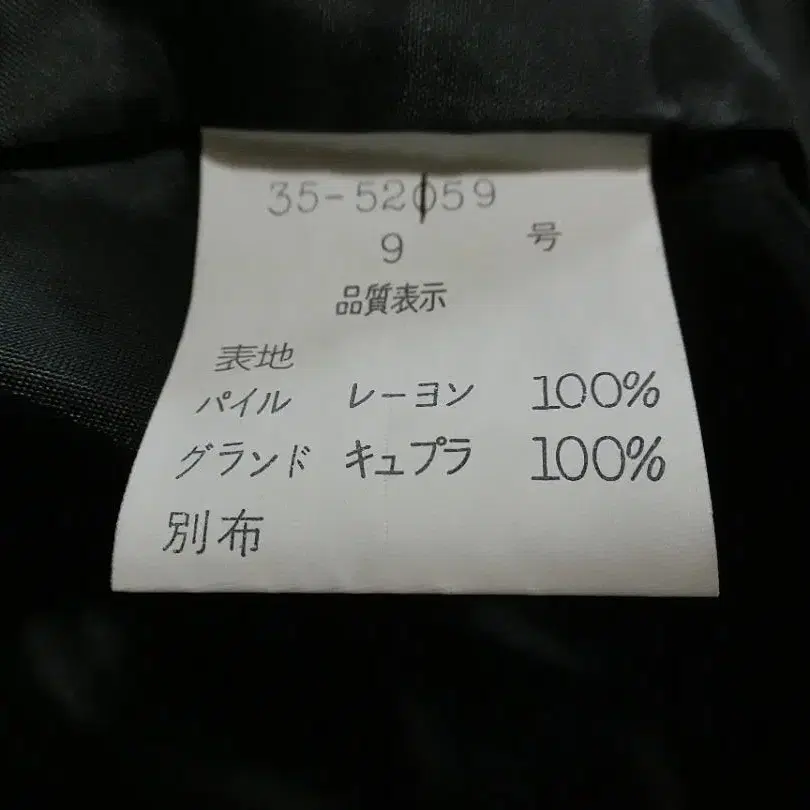 35-52059
9 号
品質表示
表地
パイル レーヨン 100%
グランド キュプラ 100%
別布